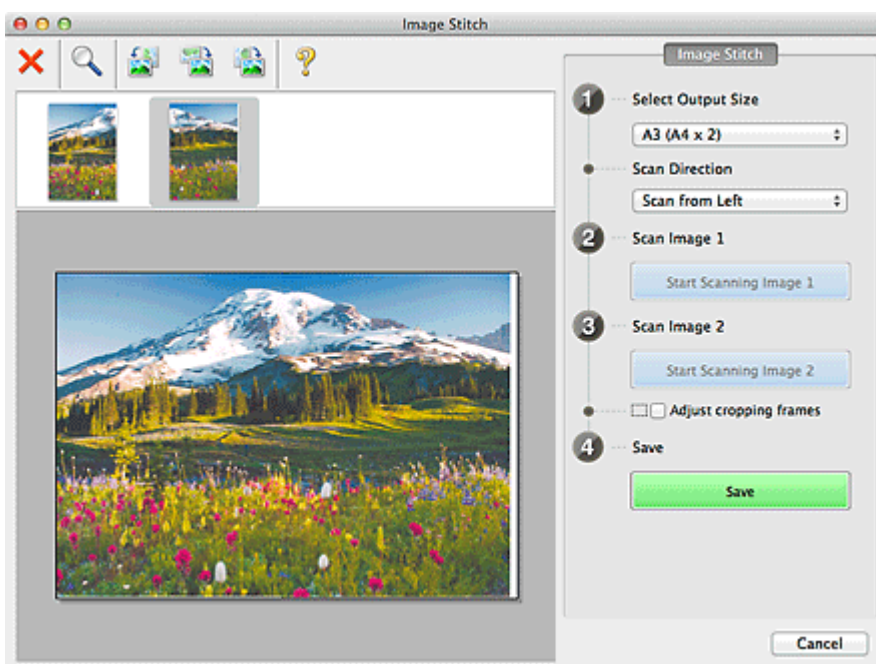 Image Stitch
Image Stitch
1 Select Output Size
A3 (A4 x 2)
Scan Direction
Scan from Left
2 Scan Image 1
Start Scanning Image 1
3 Scan Image 2
Start Scanning Image 2
Adjust cropping frames
4 Save
Save
Cancel